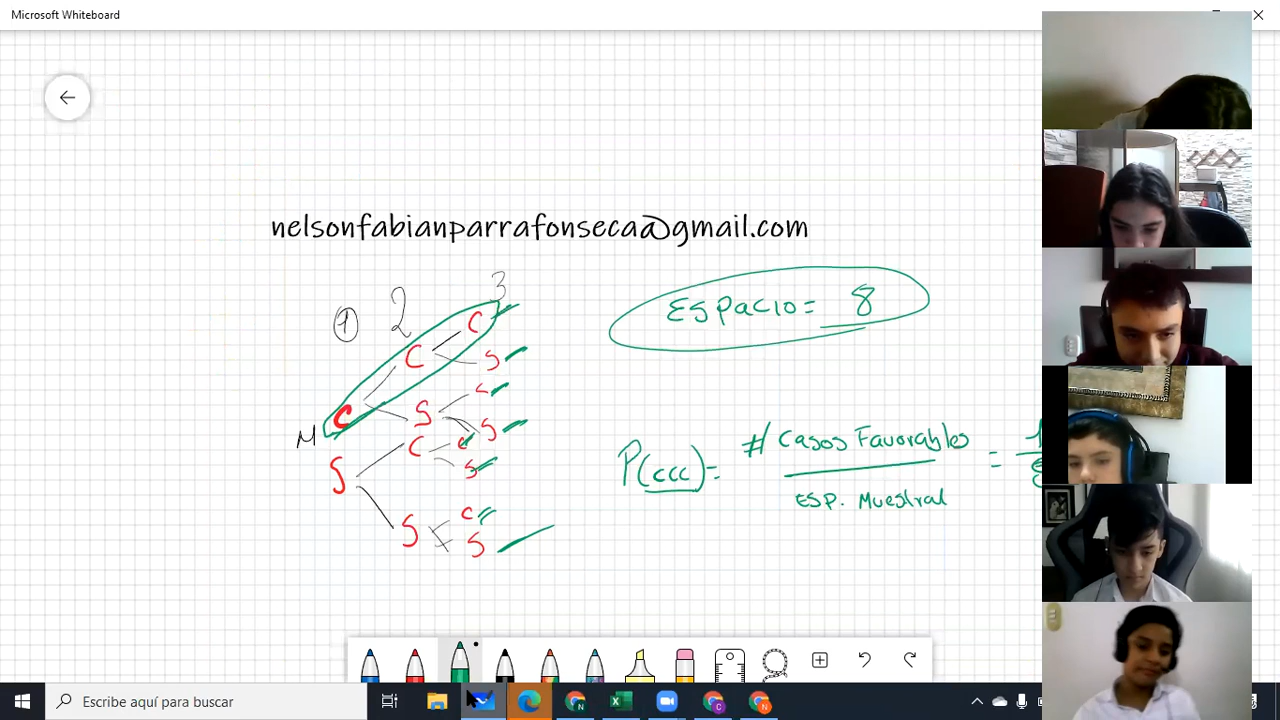 Microsoft Whiteboard
nelsonfabianparrafonseca@gmail.com
1 2 3
C C C
S
S C
S
M
S C C
S
S C
S
Espacio = 8
P(ccc) = # Casos Favorables / Esp. Muestral = 1
Escribe aquí para buscar